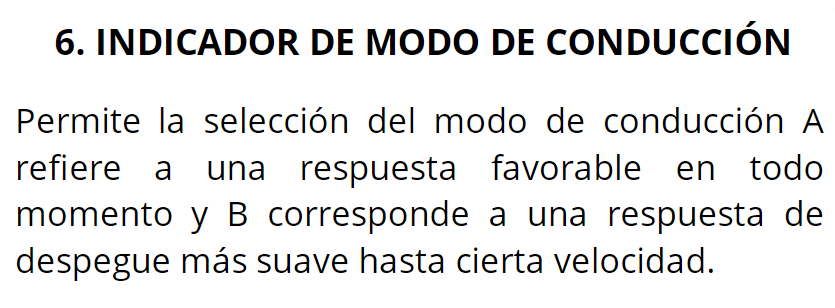 6. INDICADOR DE MODO DE CONDUCCIÓN
Permite la selección del modo de conducción A
refiere a una respuesta favorable en todo
momento y B corresponde a una respuesta de
despegue más suave hasta cierta velocidad.